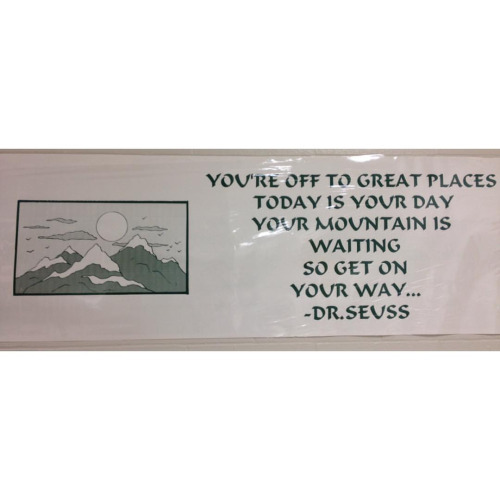 YOU'RE OFF TO GREAT PLACES
TODAY IS YOUR DAY
YOUR MOUNTAIN IS
WAITING
SO GET ON
YOUR WAY...
-DR.SEUSS